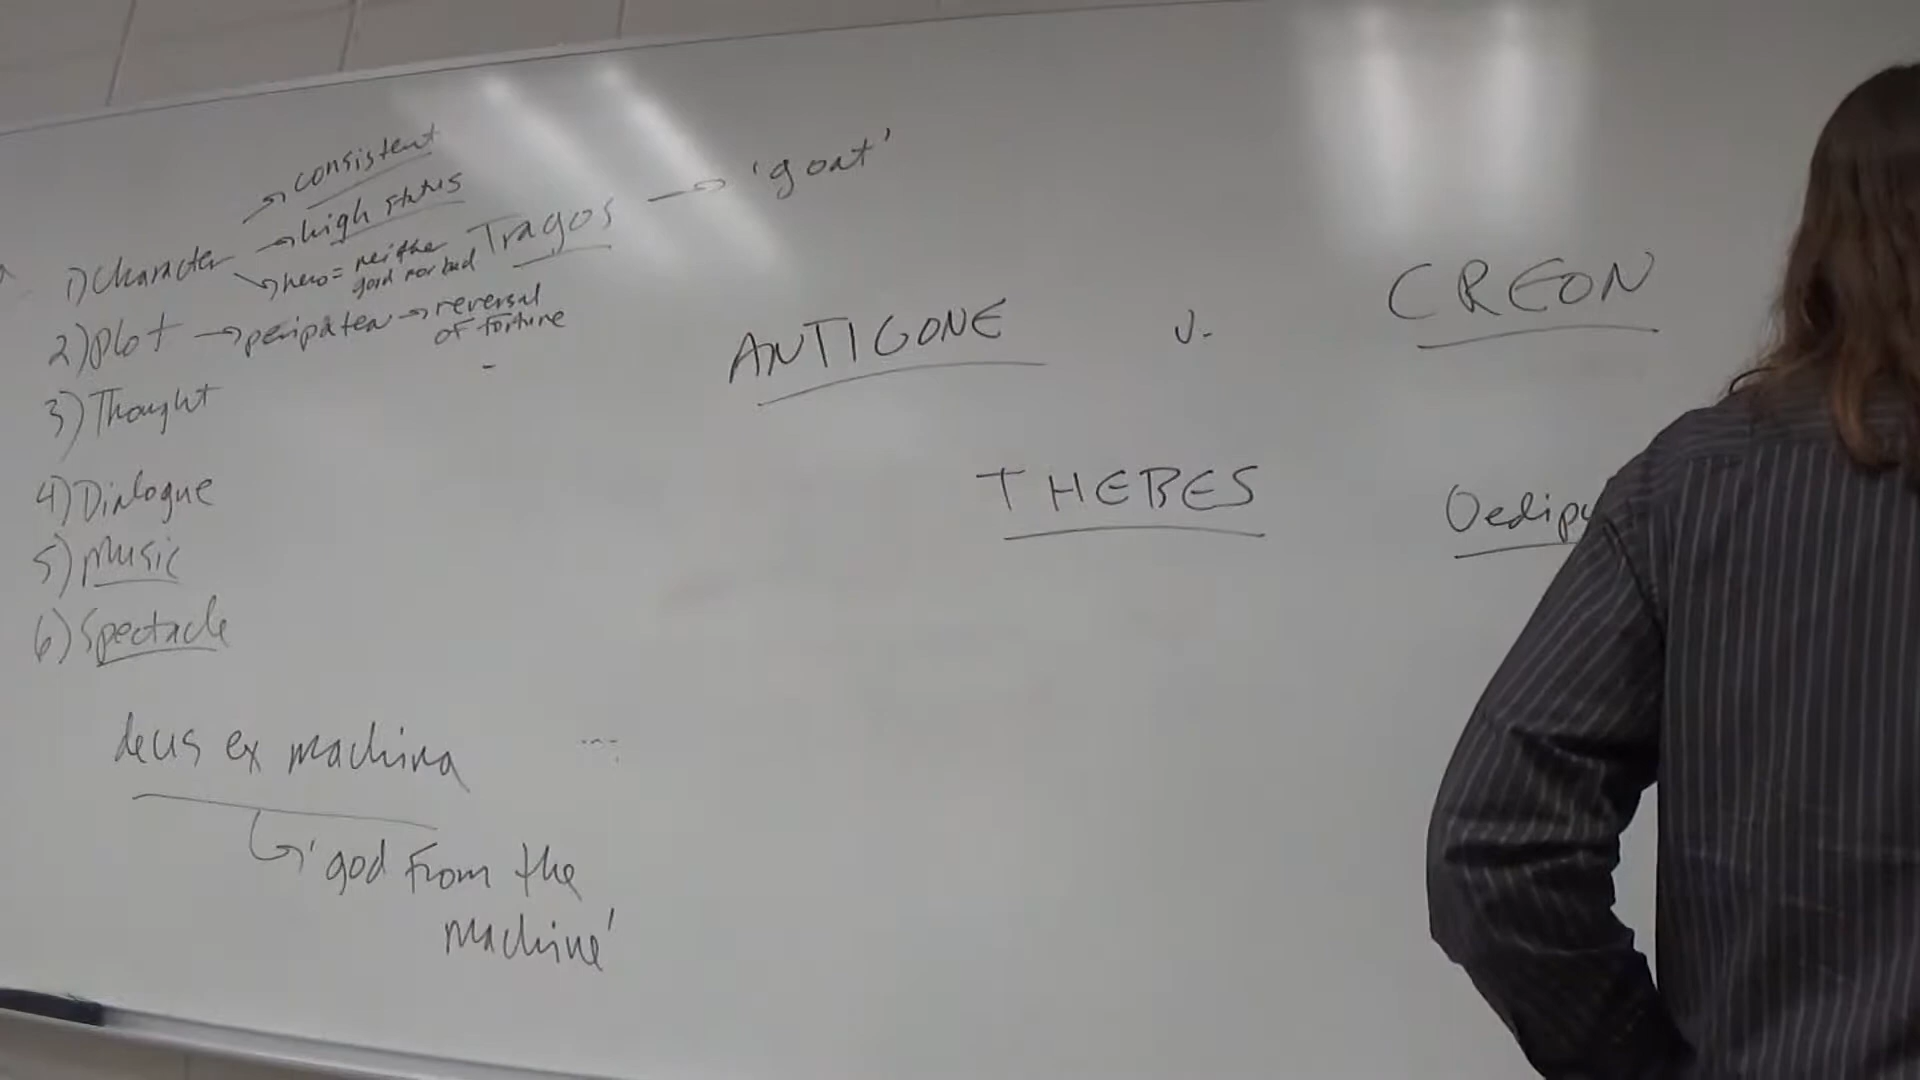 → consistent
1) Character → high status
→ hero = neither
good nor bad
Tragos → 'goat'
2) plot → peripatea → reversal
of fortune
3) Thought
4) Dialogue
5) Music
6) Spectacle
deus ex machina
↳ 'god from the
machine'
ANTIGONE v. CREON
THEBES
Oedipu